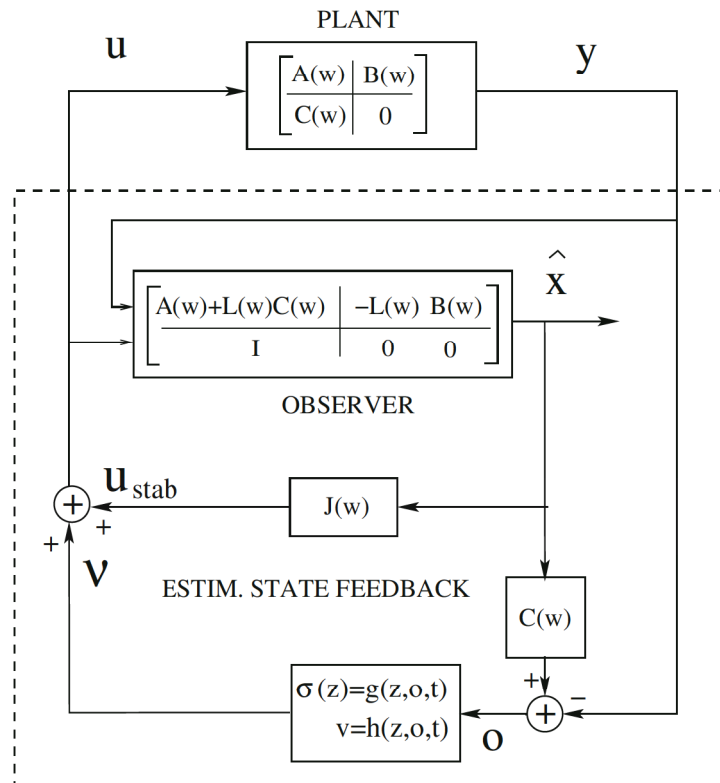 PLANT
u
y
A(w) B(w)
C(w) 0
x̂
A(w)+L(w)C(w) −L(w) B(w)
I 0 0
OBSERVER
u stab
+
J(w)
+
+
ν
ESTIM. STATE FEEDBACK
C(w)
σ(z)=g(z,o,t)
v=h(z,o,t)
+
−
+
o